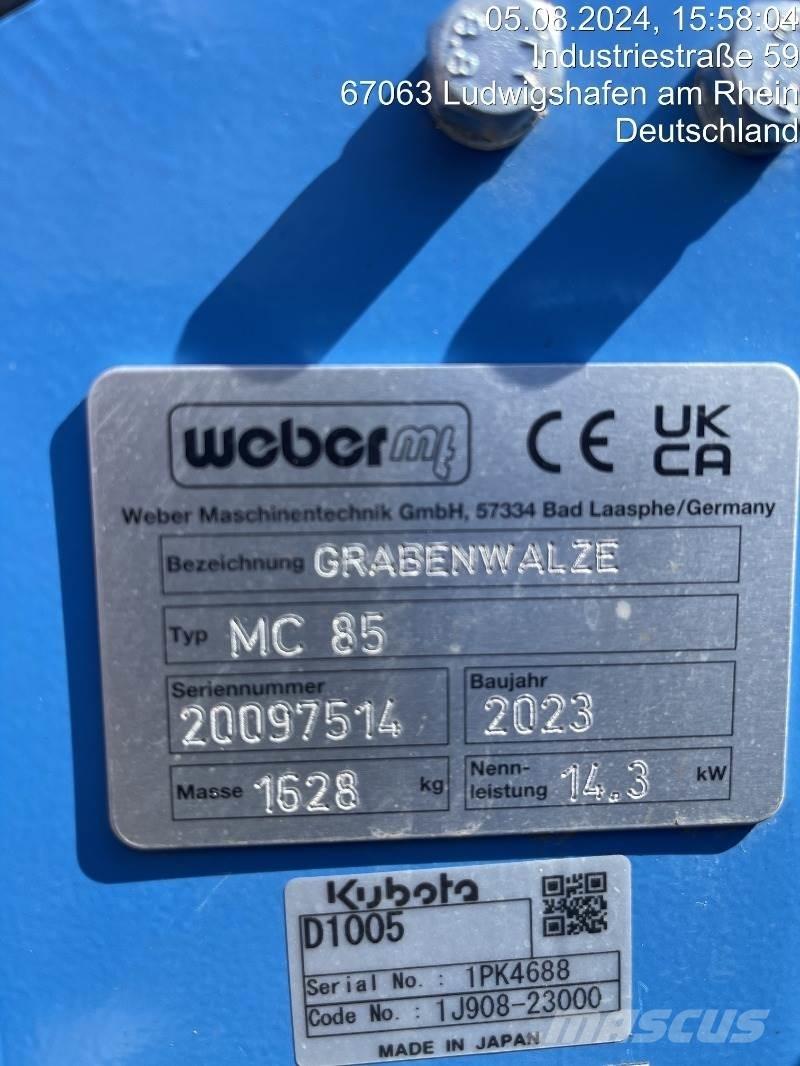 05.08.2024, 15:58:04
Industriestraße 59
67063 Ludwigshafen am Rhein
Deutschland
8.8
weber mt
CE
UK
CA
Weber Maschinentechnik GmbH, 57334 Bad Laasphe/Germany
Bezeichnung GRABENWALZE
Typ MC 85
Seriennummer
20097514
Baujahr
2023
Masse 1628 kg
Nenn-
leistung 14.3 kW
Kubota
D1005
Serial No. : 1PK4688
Code No. : 1J908-23000
MADE IN JAPAN
MASCUS